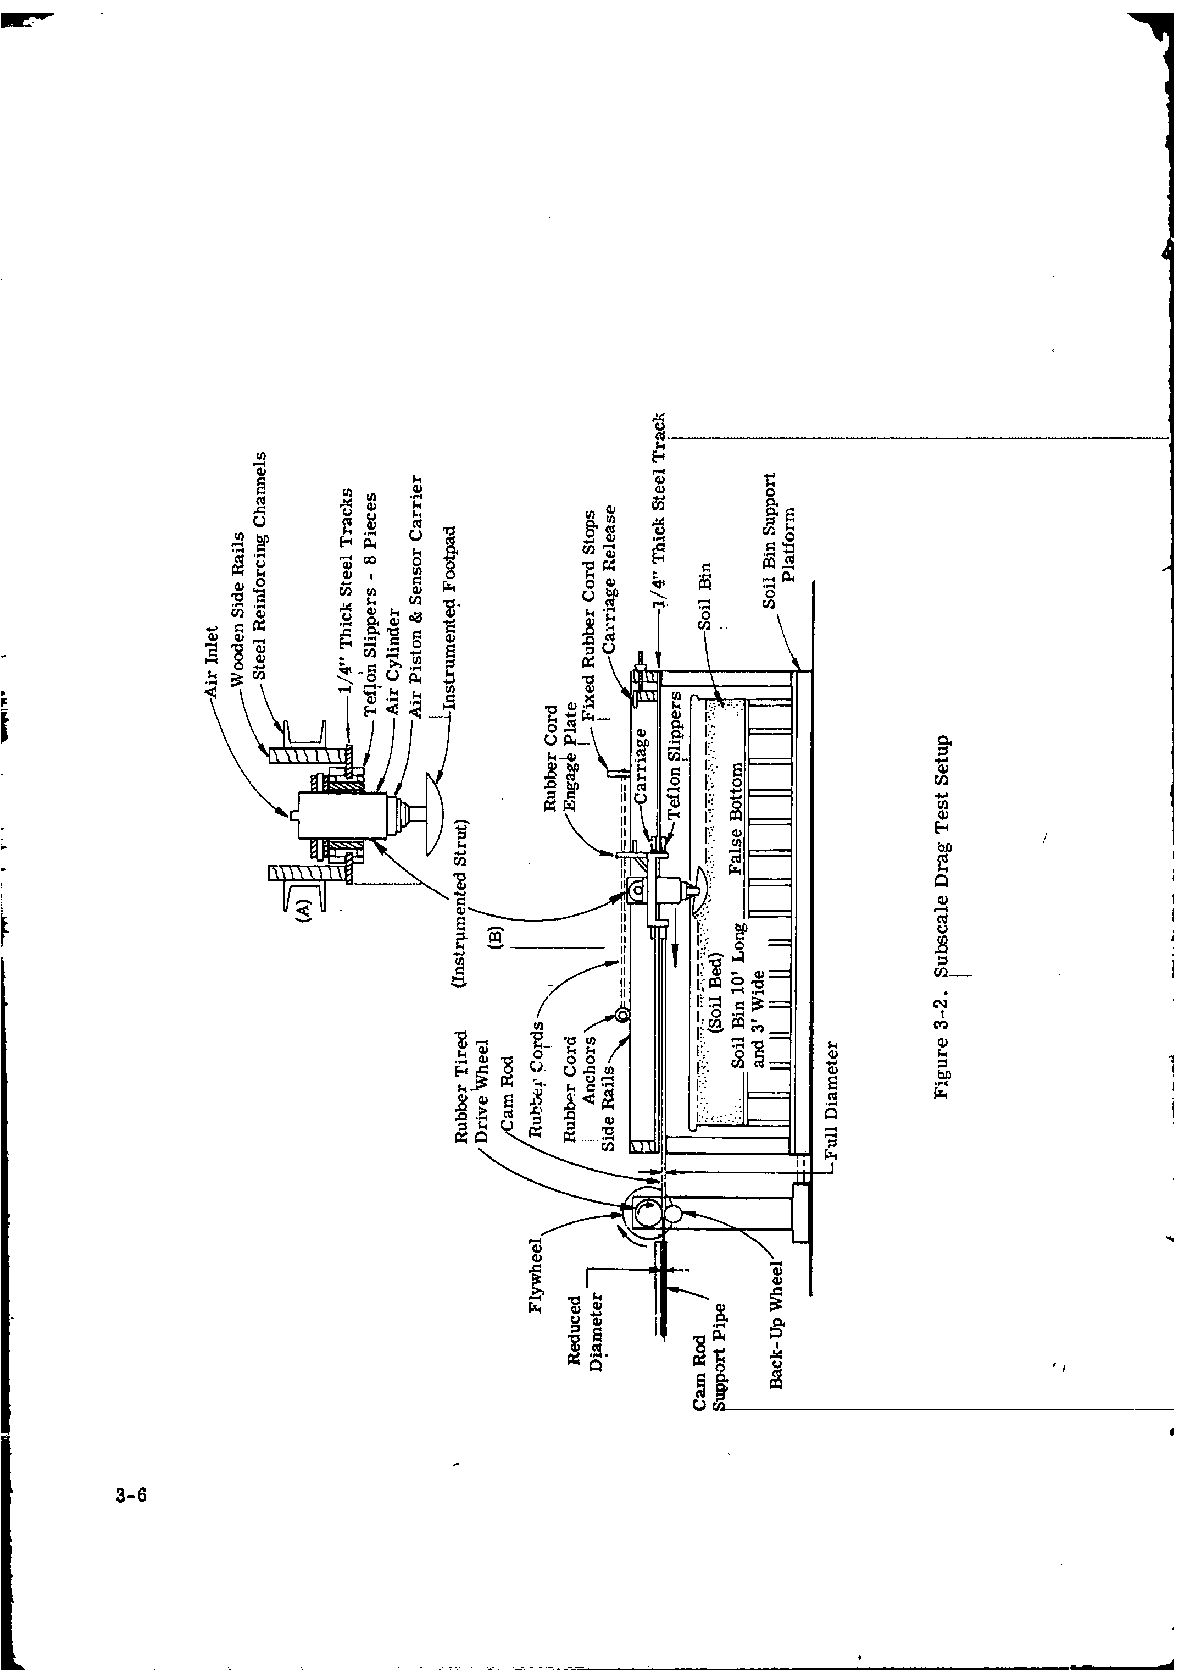 Air Inlet
Wooden Side Rails
Steel Reinforcing Channels
1/4" Thick Steel Tracks
Teflon Slippers - 8 Pieces
Air Cylinder
Air Piston & Sensor Carrier
Instrumented Footpad
(A)
(Instrumented Strut)
(B)
Rubber Tired
Drive Wheel
Cam Rod
Rubber Cords
Rubber Cord
Anchors
Side Rails
Rubber Cord
Engage Plate
Fixed Rubber Cord Stops
Carriage Release
Carriage
Teflon Slippers
1/4" Thick Steel Track
Soil Bin
Soil Bin Support
Platform
(Soil Bed)
Soil Bin 10' Long
and 3' Wide
False Bottom
Full Diameter
Flywheel
Reduced
Diameter
Cam Rod
Support Pipe
Back-Up Wheel
Figure 3-2. Subscale Drag Test Setup
3-6